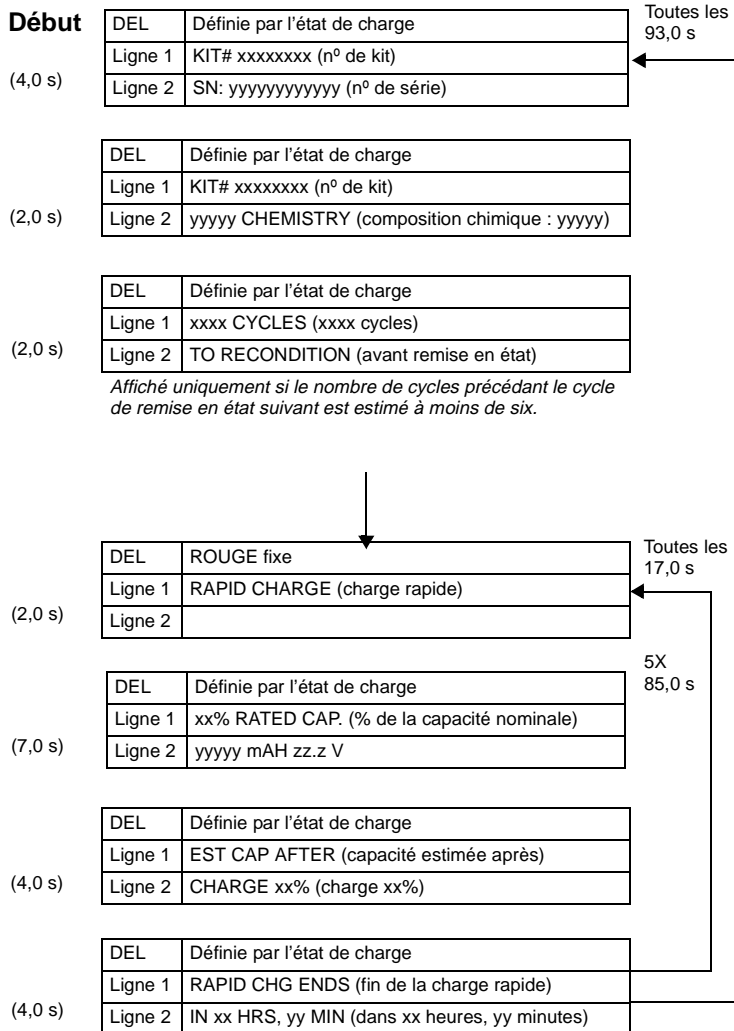 Début
DEL Définie par l'état de charge
Toutes les
93,0 s
Ligne 1 KIT# xxxxxxxx (nº de kit)
(4,0 s)
Ligne 2 SN: yyyyyyyyyyyy (nº de série)
DEL Définie par l'état de charge
Ligne 1 KIT# xxxxxxxx (nº de kit)
(2,0 s)
Ligne 2 yyyyy CHEMISTRY (composition chimique : yyyyy)
DEL Définie par l'état de charge
Ligne 1 xxxx CYCLES (xxxx cycles)
(2,0 s)
Ligne 2 TO RECONDITION (avant remise en état)
Affiché uniquement si le nombre de cycles précédant le cycle
de remise en état suivant est estimé à moins de six.
DEL ROUGE fixe
Toutes les
17,0 s
Ligne 1 RAPID CHARGE (charge rapide)
(2,0 s)
Ligne 2
5X
85,0 s
DEL Définie par l'état de charge
Ligne 1 xx% RATED CAP. (% de la capacité nominale)
(7,0 s)
Ligne 2 yyyyy mAH zz.z V
DEL Définie par l'état de charge
Ligne 1 EST CAP AFTER (capacité estimée après)
(4,0 s)
Ligne 2 CHARGE xx% (charge xx%)
DEL Définie par l'état de charge
Ligne 1 RAPID CHG ENDS (fin de la charge rapide)
(4,0 s)
Ligne 2 IN xx HRS, yy MIN (dans xx heures, yy minutes)